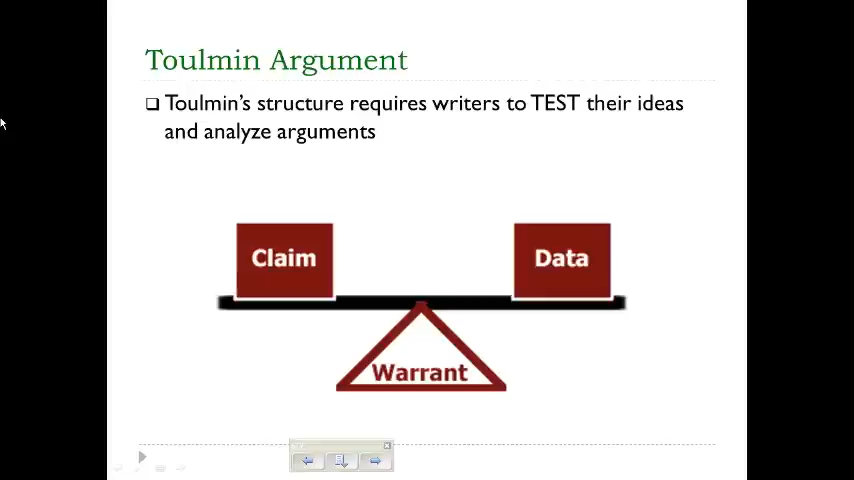 Toulmin Argument
Toulmin's structure requires writers to TEST their ideas
and analyze arguments
Claim
Data
Warrant